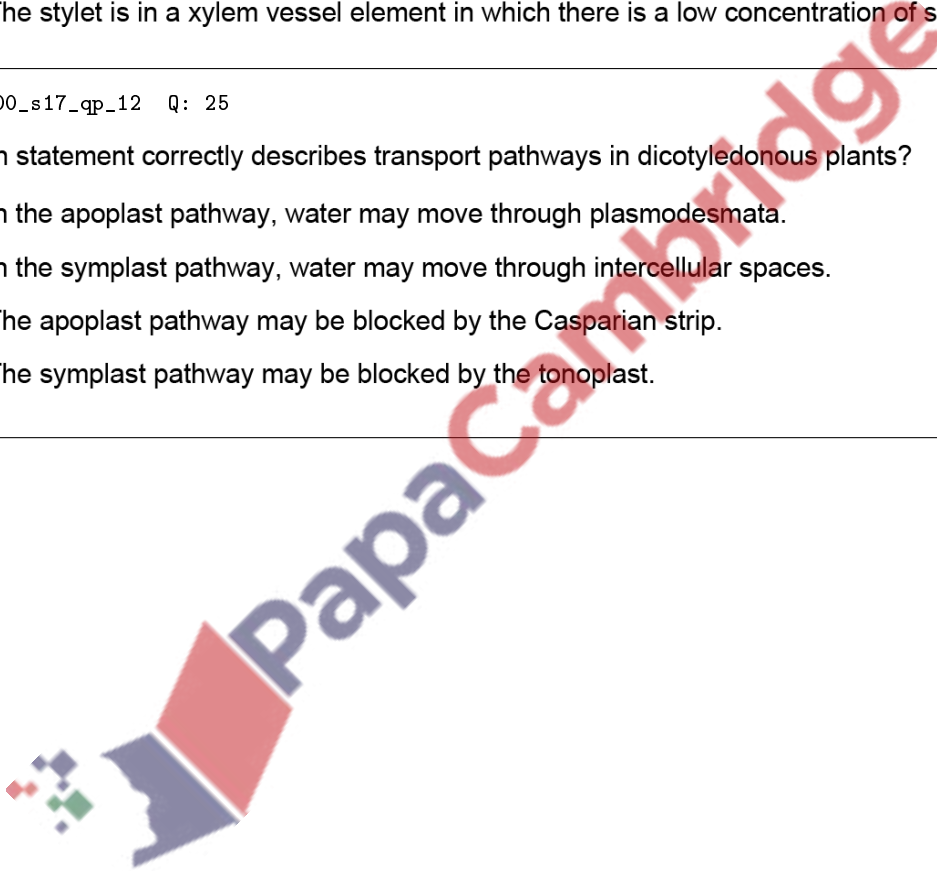 The stylet is in a xylem vessel element in which there is a low concentration of s
00_s17_qp_12 Q: 25
h statement correctly describes transport pathways in dicotyledonous plants?
n the apoplast pathway, water may move through plasmodesmata.
n the symplast pathway, water may move through intercellular spaces.
The apoplast pathway may be blocked by the Casparian strip.
The symplast pathway may be blocked by the tonoplast.
PapaCambridge